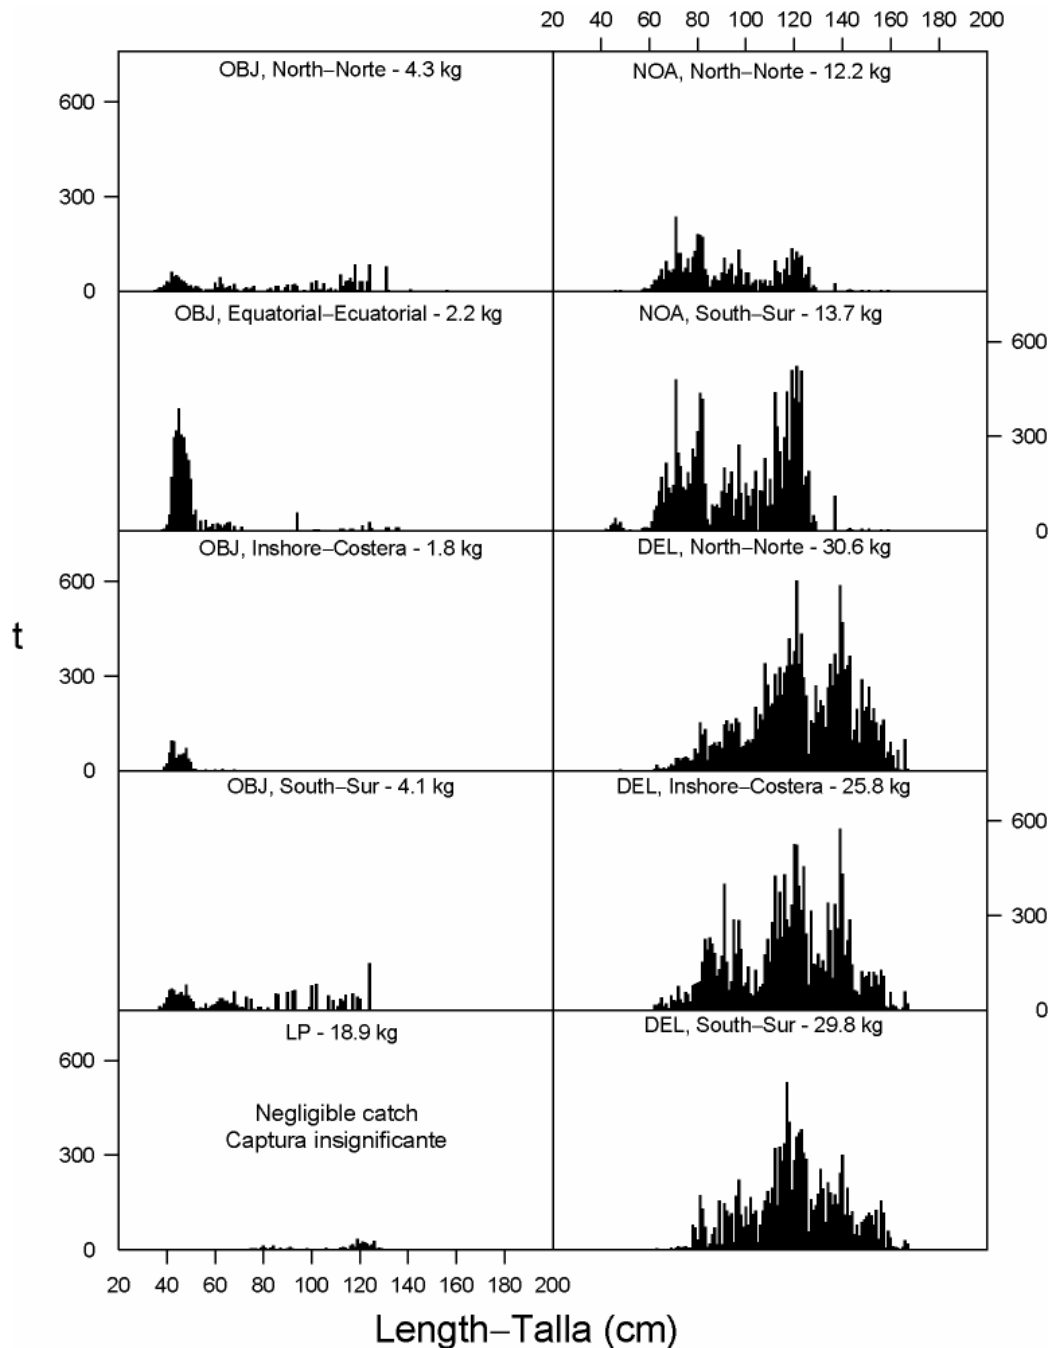 20 40 60 80 100 120 140 160 180 200
OBJ, North–Norte - 4.3 kg
NOA, North–Norte - 12.2 kg
600
300
0
OBJ, Equatorial–Ecuatorial - 2.2 kg
NOA, South–Sur - 13.7 kg
600
300
0
OBJ, Inshore–Costera - 1.8 kg
DEL, North–Norte - 30.6 kg
600
t
300
0
OBJ, South–Sur - 4.1 kg
DEL, Inshore–Costera - 25.8 kg
600
300
0
LP - 18.9 kg
DEL, South–Sur - 29.8 kg
600
Negligible catch
Captura insignificante
300
0
20 40 60 80 100 120 140 160 180 200
Length–Talla (cm)